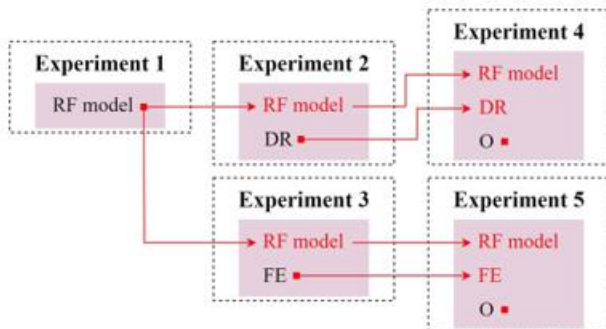 Experiment 1
RF model
Experiment 2
RF model
DR
Experiment 4
RF model
DR
O
Experiment 3
RF model
FE
Experiment 5
RF model
FE
O